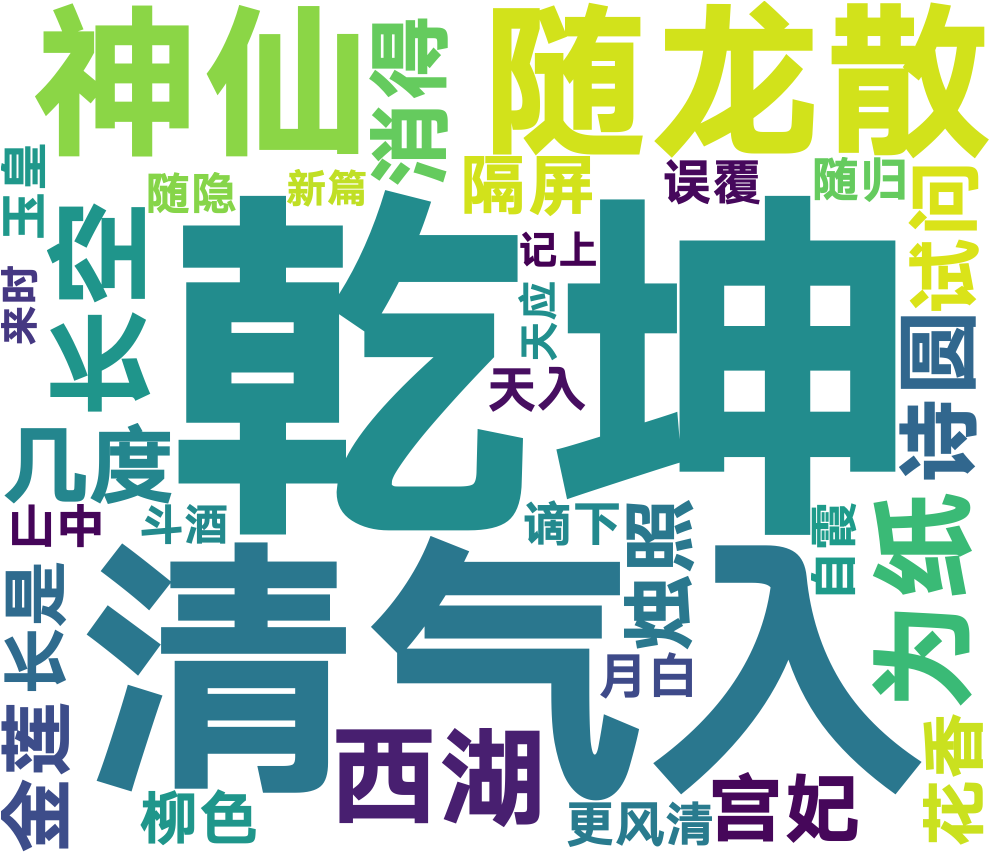 神仙
消得
随龙散
玉皇
随隐
新篇
隔屏
误覆
随归
试问
长空
乾坤
记上
来时
天应
天入
圆
诗
几度
亡中
斗酒
谪下
烛照
自霞
为纸
清气入
长是
月白
金莲
西湖
宫妃
花香
柳色
更风清